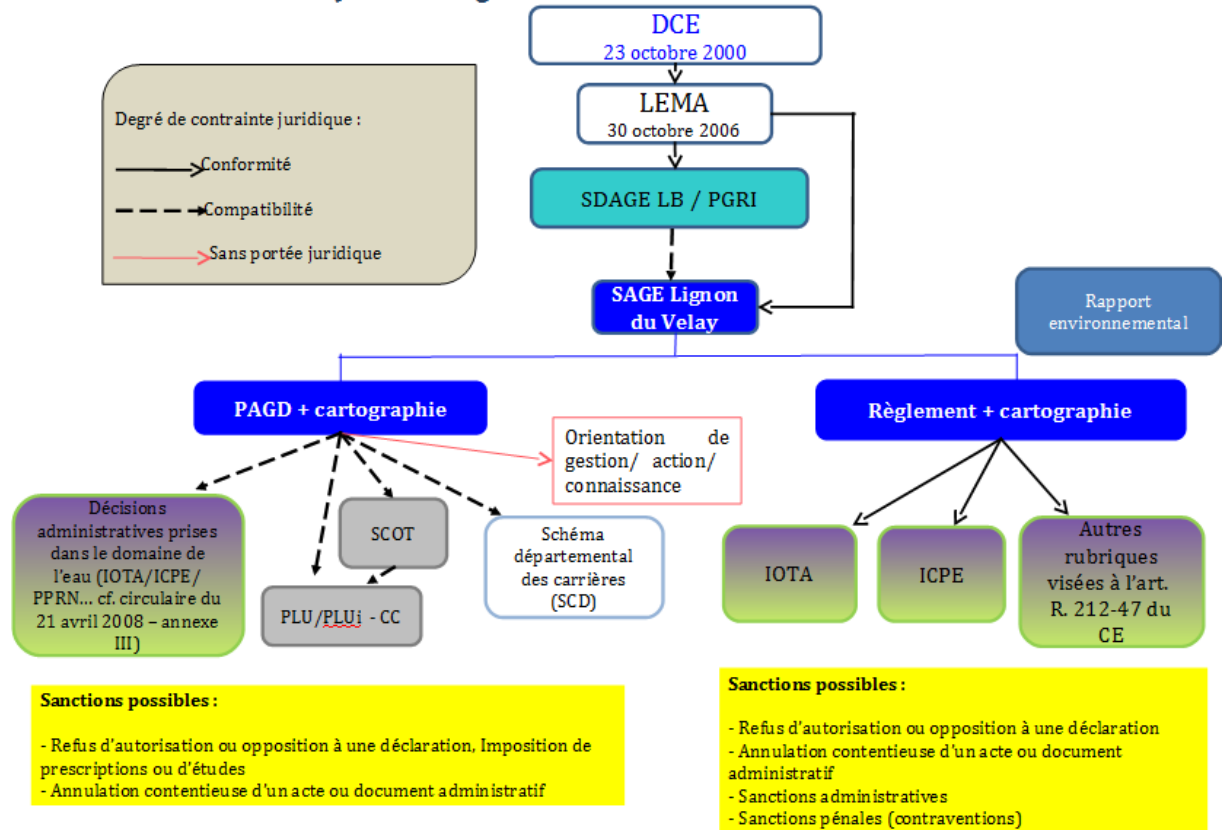 DCE
23 octobre 2000
LEMA
30 octobre 2006
Degré de contrainte juridique :
Conformité
Compatibilité
Sans portée juridique
SDAGE LB / PGRI
SAGE Lignon
du Velay
Rapport
environnemental
PAGD + cartographie
Règlement + cartographie
Orientation de
gestion/ action/
connaissance
Décisions
administratives prises
dans le domaine de
l'eau (IOTA/ICPE/
PPRN... cf. circulaire du
21 avril 2008 – annexe
III)
SCOT
PLU/PLUi - CC
Schéma
départemental
des carrières
(SCD)
IOTA
ICPE
Autres
rubriques
visées à l'art.
R. 212-47 du
CE
Sanctions possibles :
- Refus d'autorisation ou opposition à une déclaration, Imposition de
prescriptions ou d'études
- Annulation contentieuse d'un acte ou document administratif
Sanctions possibles :
- Refus d'autorisation ou opposition à une déclaration
- Annulation contentieuse d'un acte ou document
administratif
- Sanctions administratives
- Sanctions pénales (contraventions)